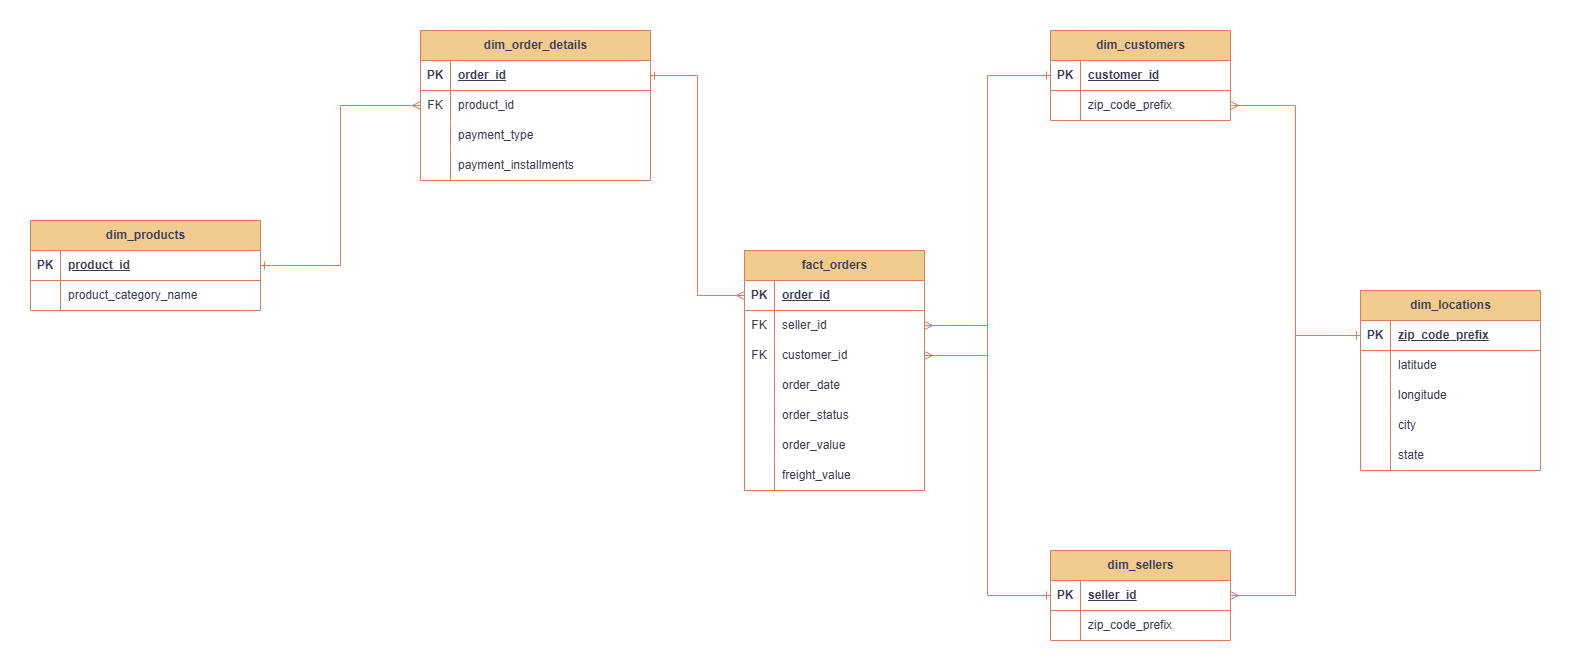 dim_order_details
PK order_id
FK product_id
payment_type
payment_installments
dim_customers
PK customer_id
zip_code_prefix
dim_products
PK product_id
product_category_name
fact_orders
PK order_id
FK seller_id
FK customer_id
order_date
order_status
order_value
freight_value
dim_locations
PK zip_code_prefix
latitude
longitude
city
state
dim_sellers
PK seller_id
zip_code_prefix